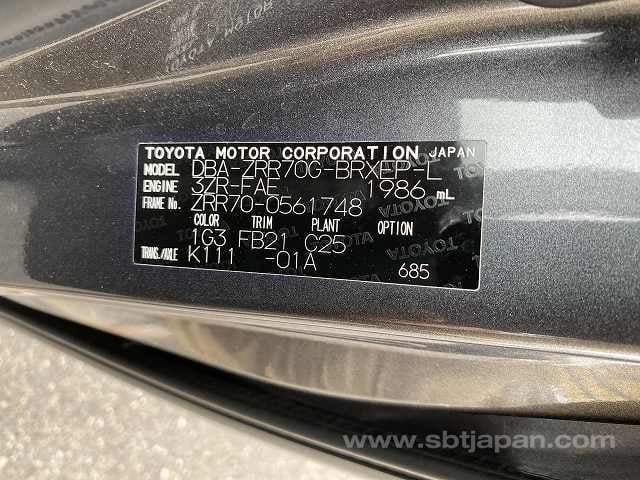 TOYOTA MOTOR CORPORATION JAPAN
MODEL DBA-ZRR70G-BRXEP-L
ENGINE 3ZR-FAE 1986 mL
FRAME NO. ZRR70-0561748
COLOR TRIM PLANT OPTION
1G3 FB21 C25
TRANS./AXLE K111 -01A
685
www.sbtjapan.com